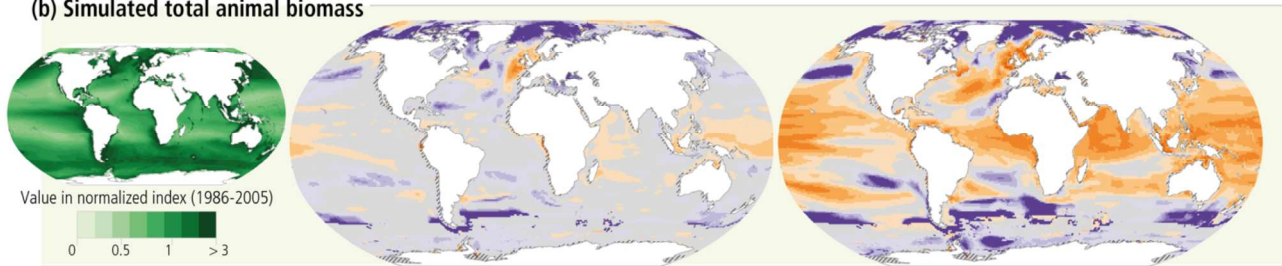 (b) Simulated total animal biomass
Value in normalized index (1986-2005)
0 0.5 1 > 3